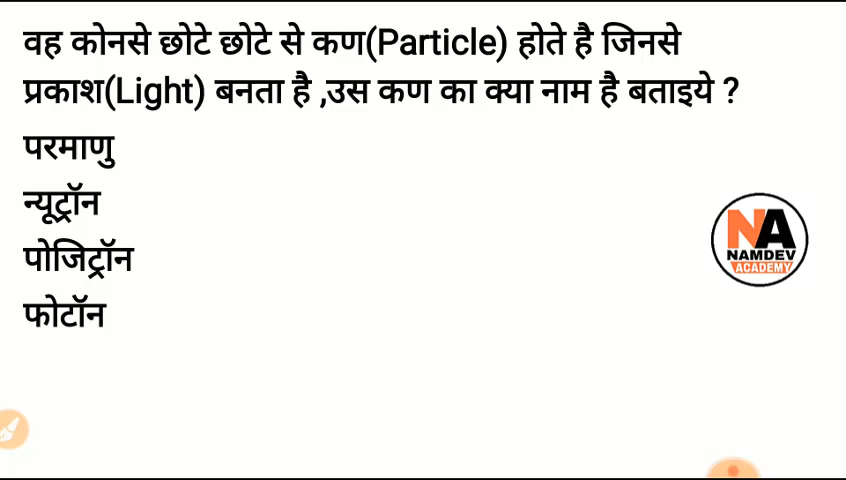 वह कोनसे छोटे छोटे से कण(Particle) होते है जिनसे
प्रकाश(Light) बनता है ,उस कण का क्या नाम है बताइये ?
परमाणु
न्यूट्रॉन
पोजिट्रॉन
फोटॉन
NA
NAMDEV
ACADEMY